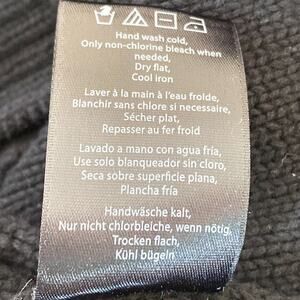 Hand wash cold,
Only non-chlorine bleach when
needed,
Dry flat,
Cool iron
Laver à la main à l'eau froide,
Blanchir sans chlore si necessaire,
Sécher plat,
Repasser au fer froid
Lavado a mano con agua fría,
Use solo blanqueador sin cloro,
Seca sobre superficie plana,
Plancha fría
Handwäsche kalt,
Nur nicht chlorbleiche, wenn nötig,
Trocken flach,
Kühl bügeln